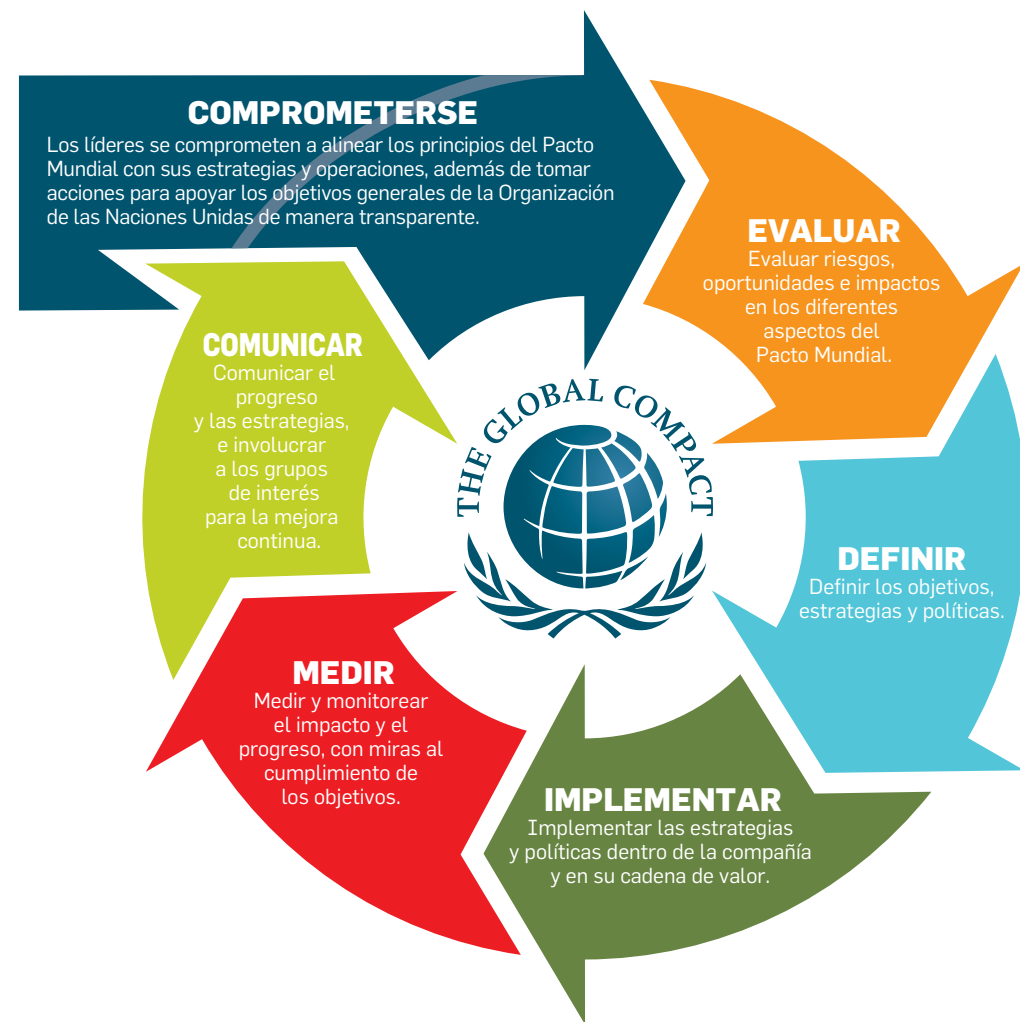 COMPROMETERSE
Los líderes se comprometen a alinear los principios del Pacto
Mundial con sus estrategias y operaciones, además de tomar
acciones para apoyar los objetivos generales de la Organización
de las Naciones Unidas de manera transparente.
EVALUAR
Evaluar riesgos,
oportunidades e impactos
en los diferentes
aspectos del
Pacto Mundial.
DEFINIR
Definir los objetivos,
estrategias y políticas.
IMPLEMENTAR
Implementar las estrategias
y políticas dentro de la compañía
y en su cadena de valor.
MEDIR
Medir y monitorear
el impacto y el
progreso, con miras al
cumplimiento de
los objetivos.
COMUNICAR
Comunicar el
progreso
y las estrategias,
e involucrar
a los grupos
de interés
para la mejora
continua.
THE GLOBAL COMPACT